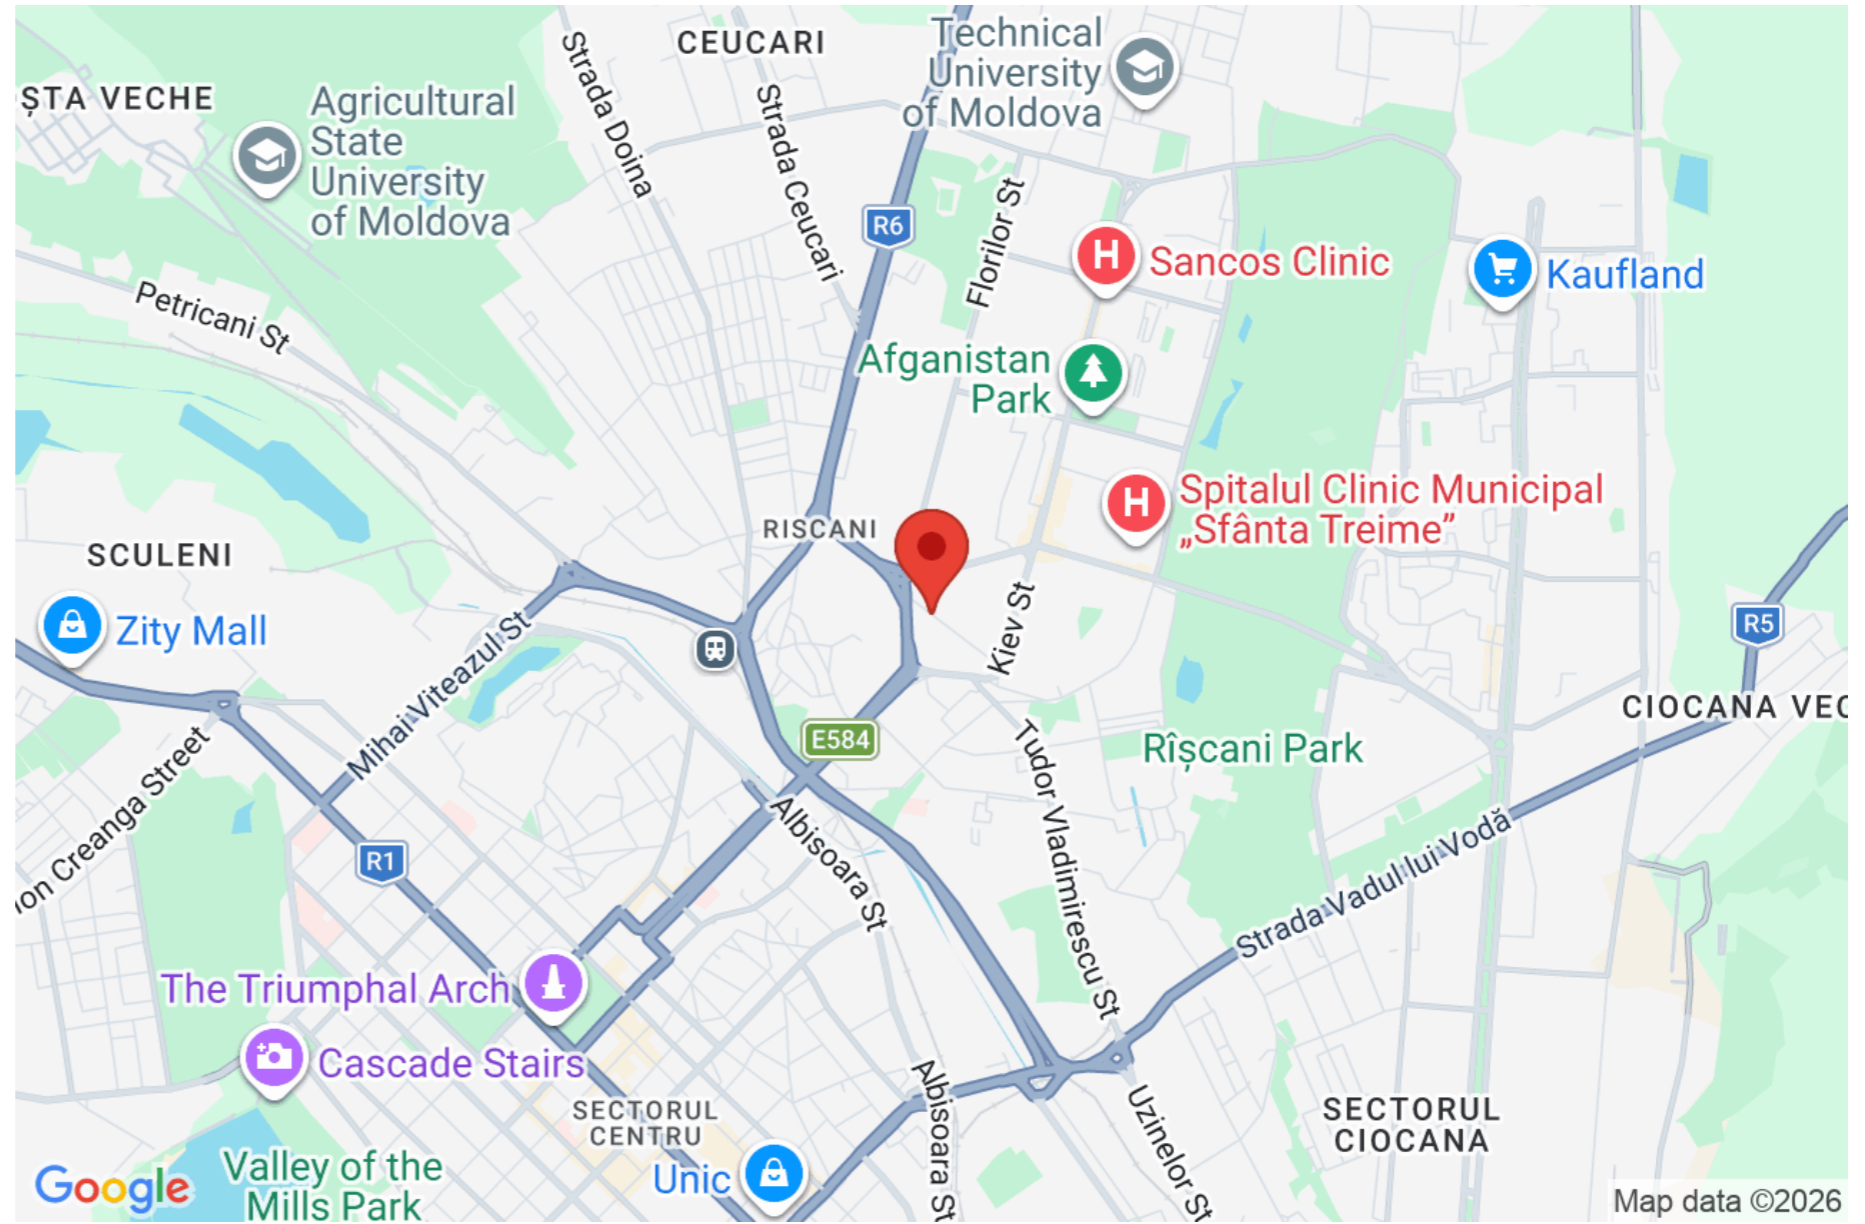 CEUCARI
Technical
University
of Moldova
ȘTA VECHE
Agricultural
State
University
of Moldova
Strada Doina
Strada Ceucari
R6
Florilor St
Sancos Clinic
Kaufland
Petricani St
Afganistan
Park
Spitalul Clinic Municipal
„Sfânta Treime”
RISCANI
SCULENI
Zity Mall
Mihai Viteazul St
Kiev St
R5
CIOCANA VEC
E584
Rîșcani Park
Tudor Vladimirescu St
Ion Creanga Street
R1
Albisoara St
Strada Vadul lui Vodă
The Triumphal Arch
Cascade Stairs
SECTORUL
CENTRU
Albisoara St
Uzinelor St
SECTORUL
CIOCANA
Valley of the
Mills Park
Unic
Google
Map data ©2026